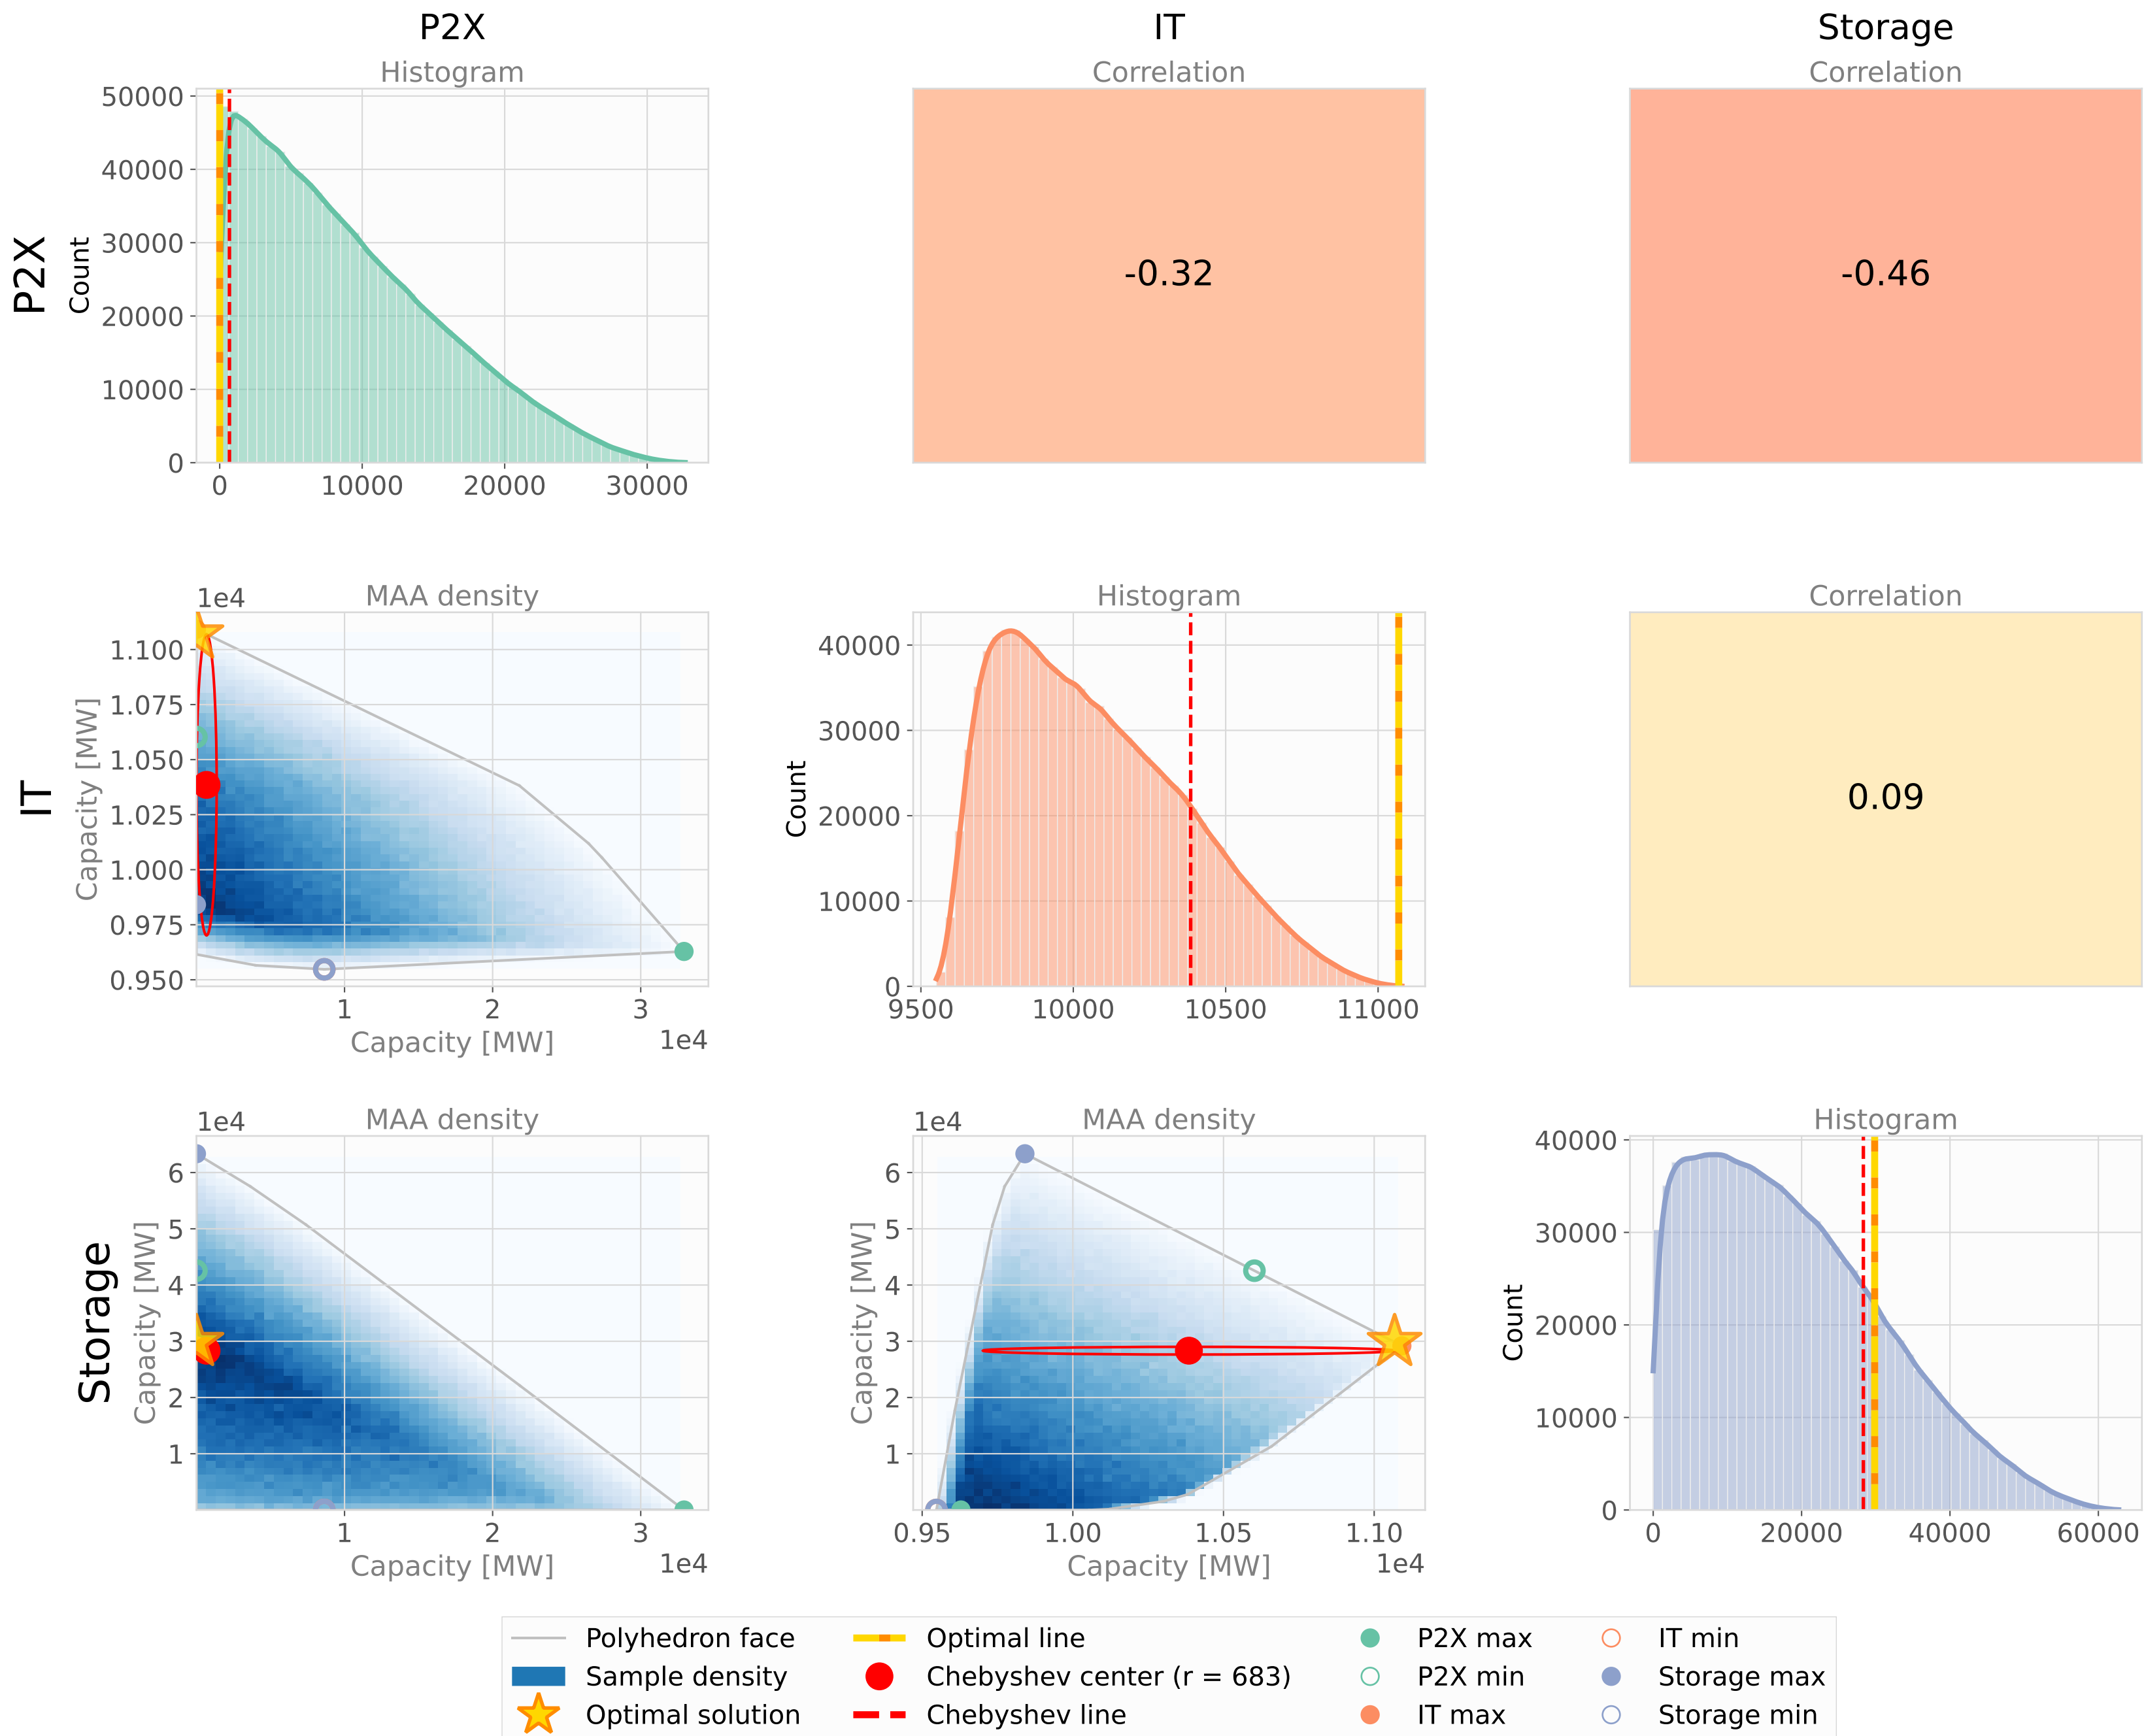 P2X IT Storage
Histogram Correlation Correlation
P2X
Count
50000
40000
30000
20000
10000
0
0 10000 20000 30000
-0.32
-0.46
MAA density Histogram Correlation
IT
1e4
Capacity [MW]
1.100
1.075
1.050
1.025
1.000
0.975
0.950
1 2 3
1e4
Capacity [MW]
Count
40000
30000
20000
10000
0
9500 10000 10500 11000
0.09
MAA density MAA density Histogram
Storage
1e4
Capacity [MW]
6
5
4
3
2
1
1 2 3
1e4
Capacity [MW]
1e4
Capacity [MW]
6
5
4
3
2
1
0.95 1.00 1.05 1.10
1e4
Capacity [MW]
Count
40000
30000
20000
10000
0
0 20000 40000 60000
Polyhedron face Optimal line P2X max IT min
Sample density Chebyshev center (r = 683) P2X min Storage max
Optimal solution Chebyshev line IT max Storage min